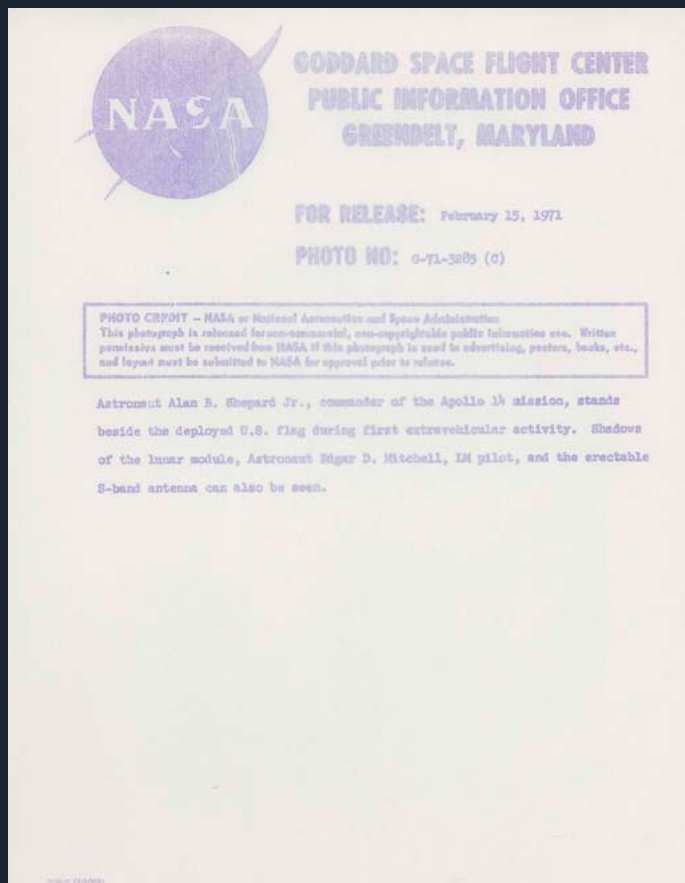 NASA
GODDARD SPACE FLIGHT CENTER
PUBLIC INFORMATION OFFICE
GREENBELT, MARYLAND
FOR RELEASE: February 15, 1971
PHOTO NO: G-71-3285 (C)
PHOTO CREDIT — NASA or National Aeronautics and Space Administration
This photograph is released for non-commercial, non-copyrightable public information use. Written
permission must be received from NASA if this photograph is used in advertising, posters, books, etc.,
and layout must be submitted to NASA for approval prior to release.
Astronaut Alan B. Shepard Jr., commander of the Apollo 14 mission, stands
beside the deployed U.S. flag during first extravehicular activity. Shadows
of the lunar module, Astronaut Edgar D. Mitchell, LM pilot, and the erectable
S-band antenna can also be seen.